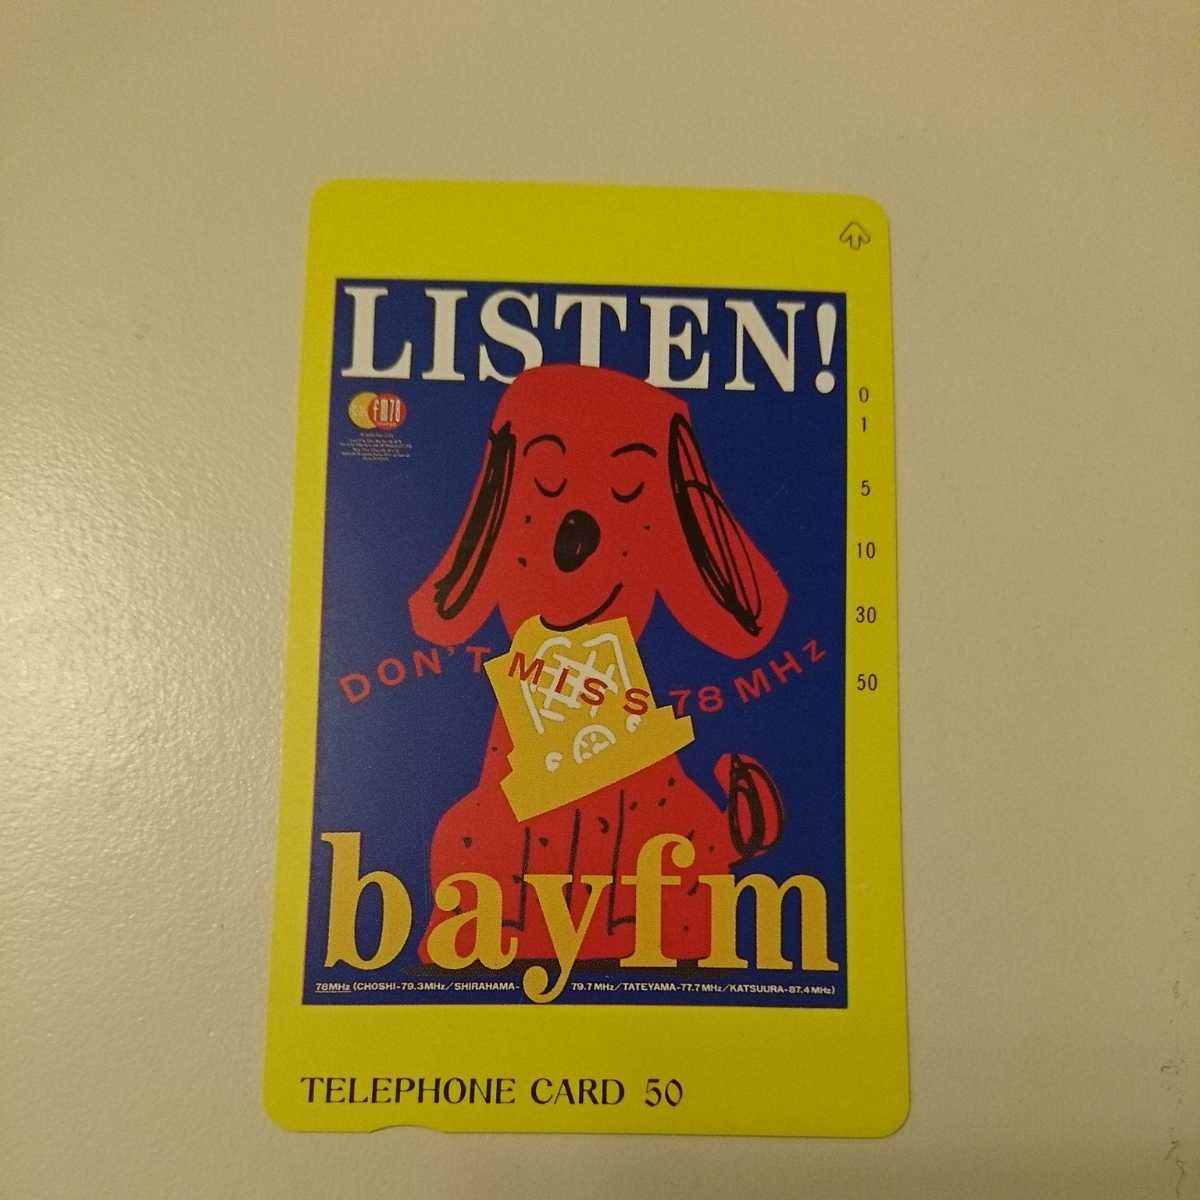 LISTEN!
fm78
DON'T MISS 78 MHz
bayfm
78MHz (CHOSHI-79.3MHz/SHIRAHAMA-79.7MHz/TATEYAMA-77.7MHz/KATSUURA-87.4MHz)
0
1
5
10
30
50
TELEPHONE CARD 50